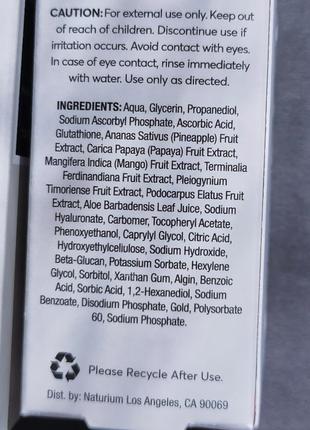 CAUTION: For external use only. Keep out
of reach of children. Discontinue use if
irritation occurs. Avoid contact with eyes.
In case of eye contact, rinse immediately
with water. Use only as directed.
INGREDIENTS: Aqua, Glycerin, Propanediol,
Sodium Ascorbyl Phosphate, Ascorbic Acid,
Glutathione, Ananas Sativus (Pineapple) Fruit
Extract, Carica Papaya (Papaya) Fruit Extract,
Mangifera Indica (Mango) Fruit Extract, Terminalia
Ferdinandiana Fruit Extract, Pleiogynium
Timoriense Fruit Extract, Podocarpus Elatus Fruit
Extract, Aloe Barbadensis Leaf Juice, Sodium
Hyaluronate, Carbomer, Tocopheryl Acetate,
Phenoxyethanol, Caprylyl Glycol, Citric Acid,
Hydroxyethylcellulose, Sodium Hydroxide,
Beta-Glucan, Potassium Sorbate, Hexylene
Glycol, Sorbitol, Xanthan Gum, Algin, Benzoic
Acid, Sorbic Acid, 1,2-Hexanediol, Sodium
Benzoate, Disodium Phosphate, Gold, Polysorbate
60, Sodium Phosphate.
Please Recycle After Use.
Dist. by: Naturium Los Angeles, CA 90069